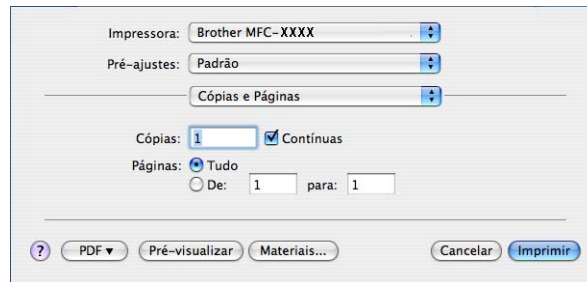 Impressora: Brother MFC-XXXX
Pré-ajustes: Padrão
Cópias e Páginas
Cópias: 1 Contínuas
Páginas: Tudo
De: 1 para: 1
? PDF▼ Pré-visualizar Materiais... Cancelar Imprimir